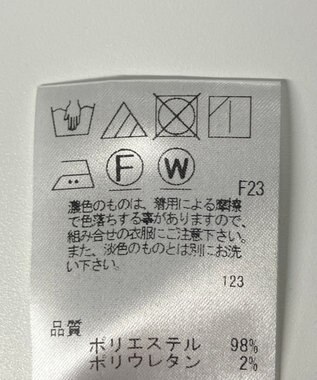 F W
F23
濃色のものは、着用による摩擦
で色落ちする事がありますので、
組み合せの衣服にご注意下さい。
また、淡色のものとは別にお洗
い下さい。
123
品質
ポリエステル 98%
ポリウレタン 2%